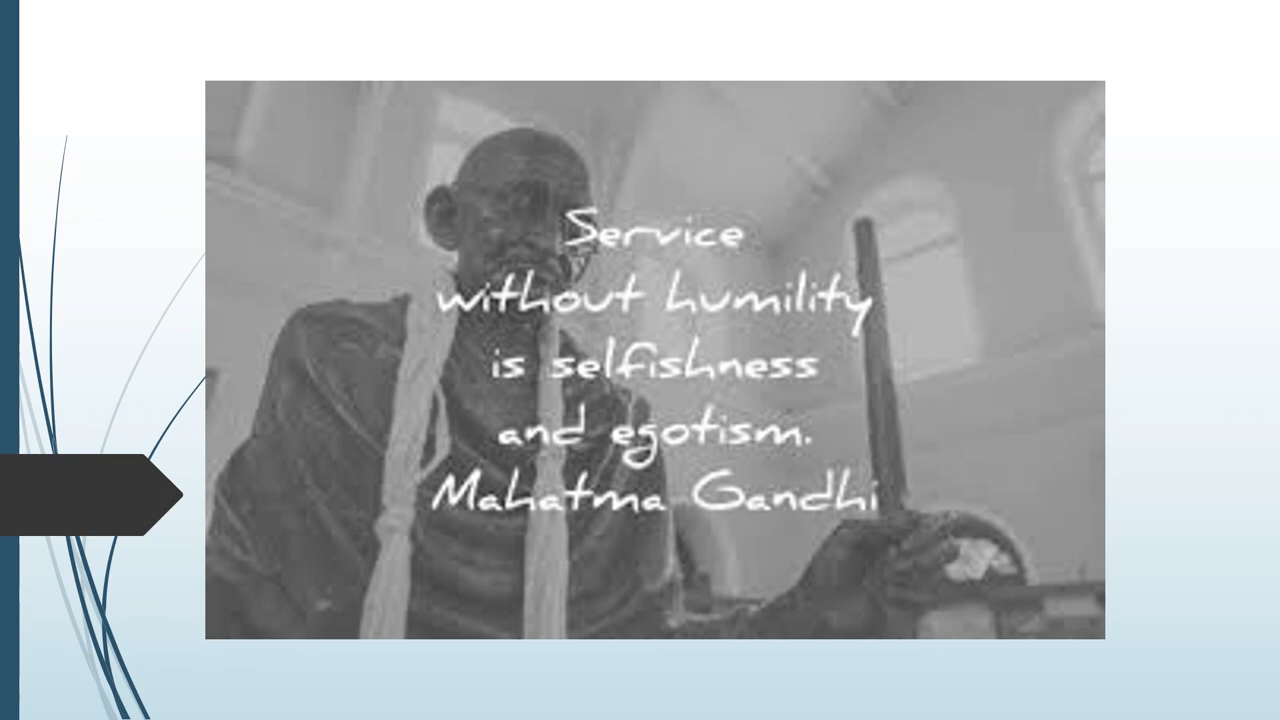 Service
without humility
is selfishness
and egotism.
Mahatma Gandhi